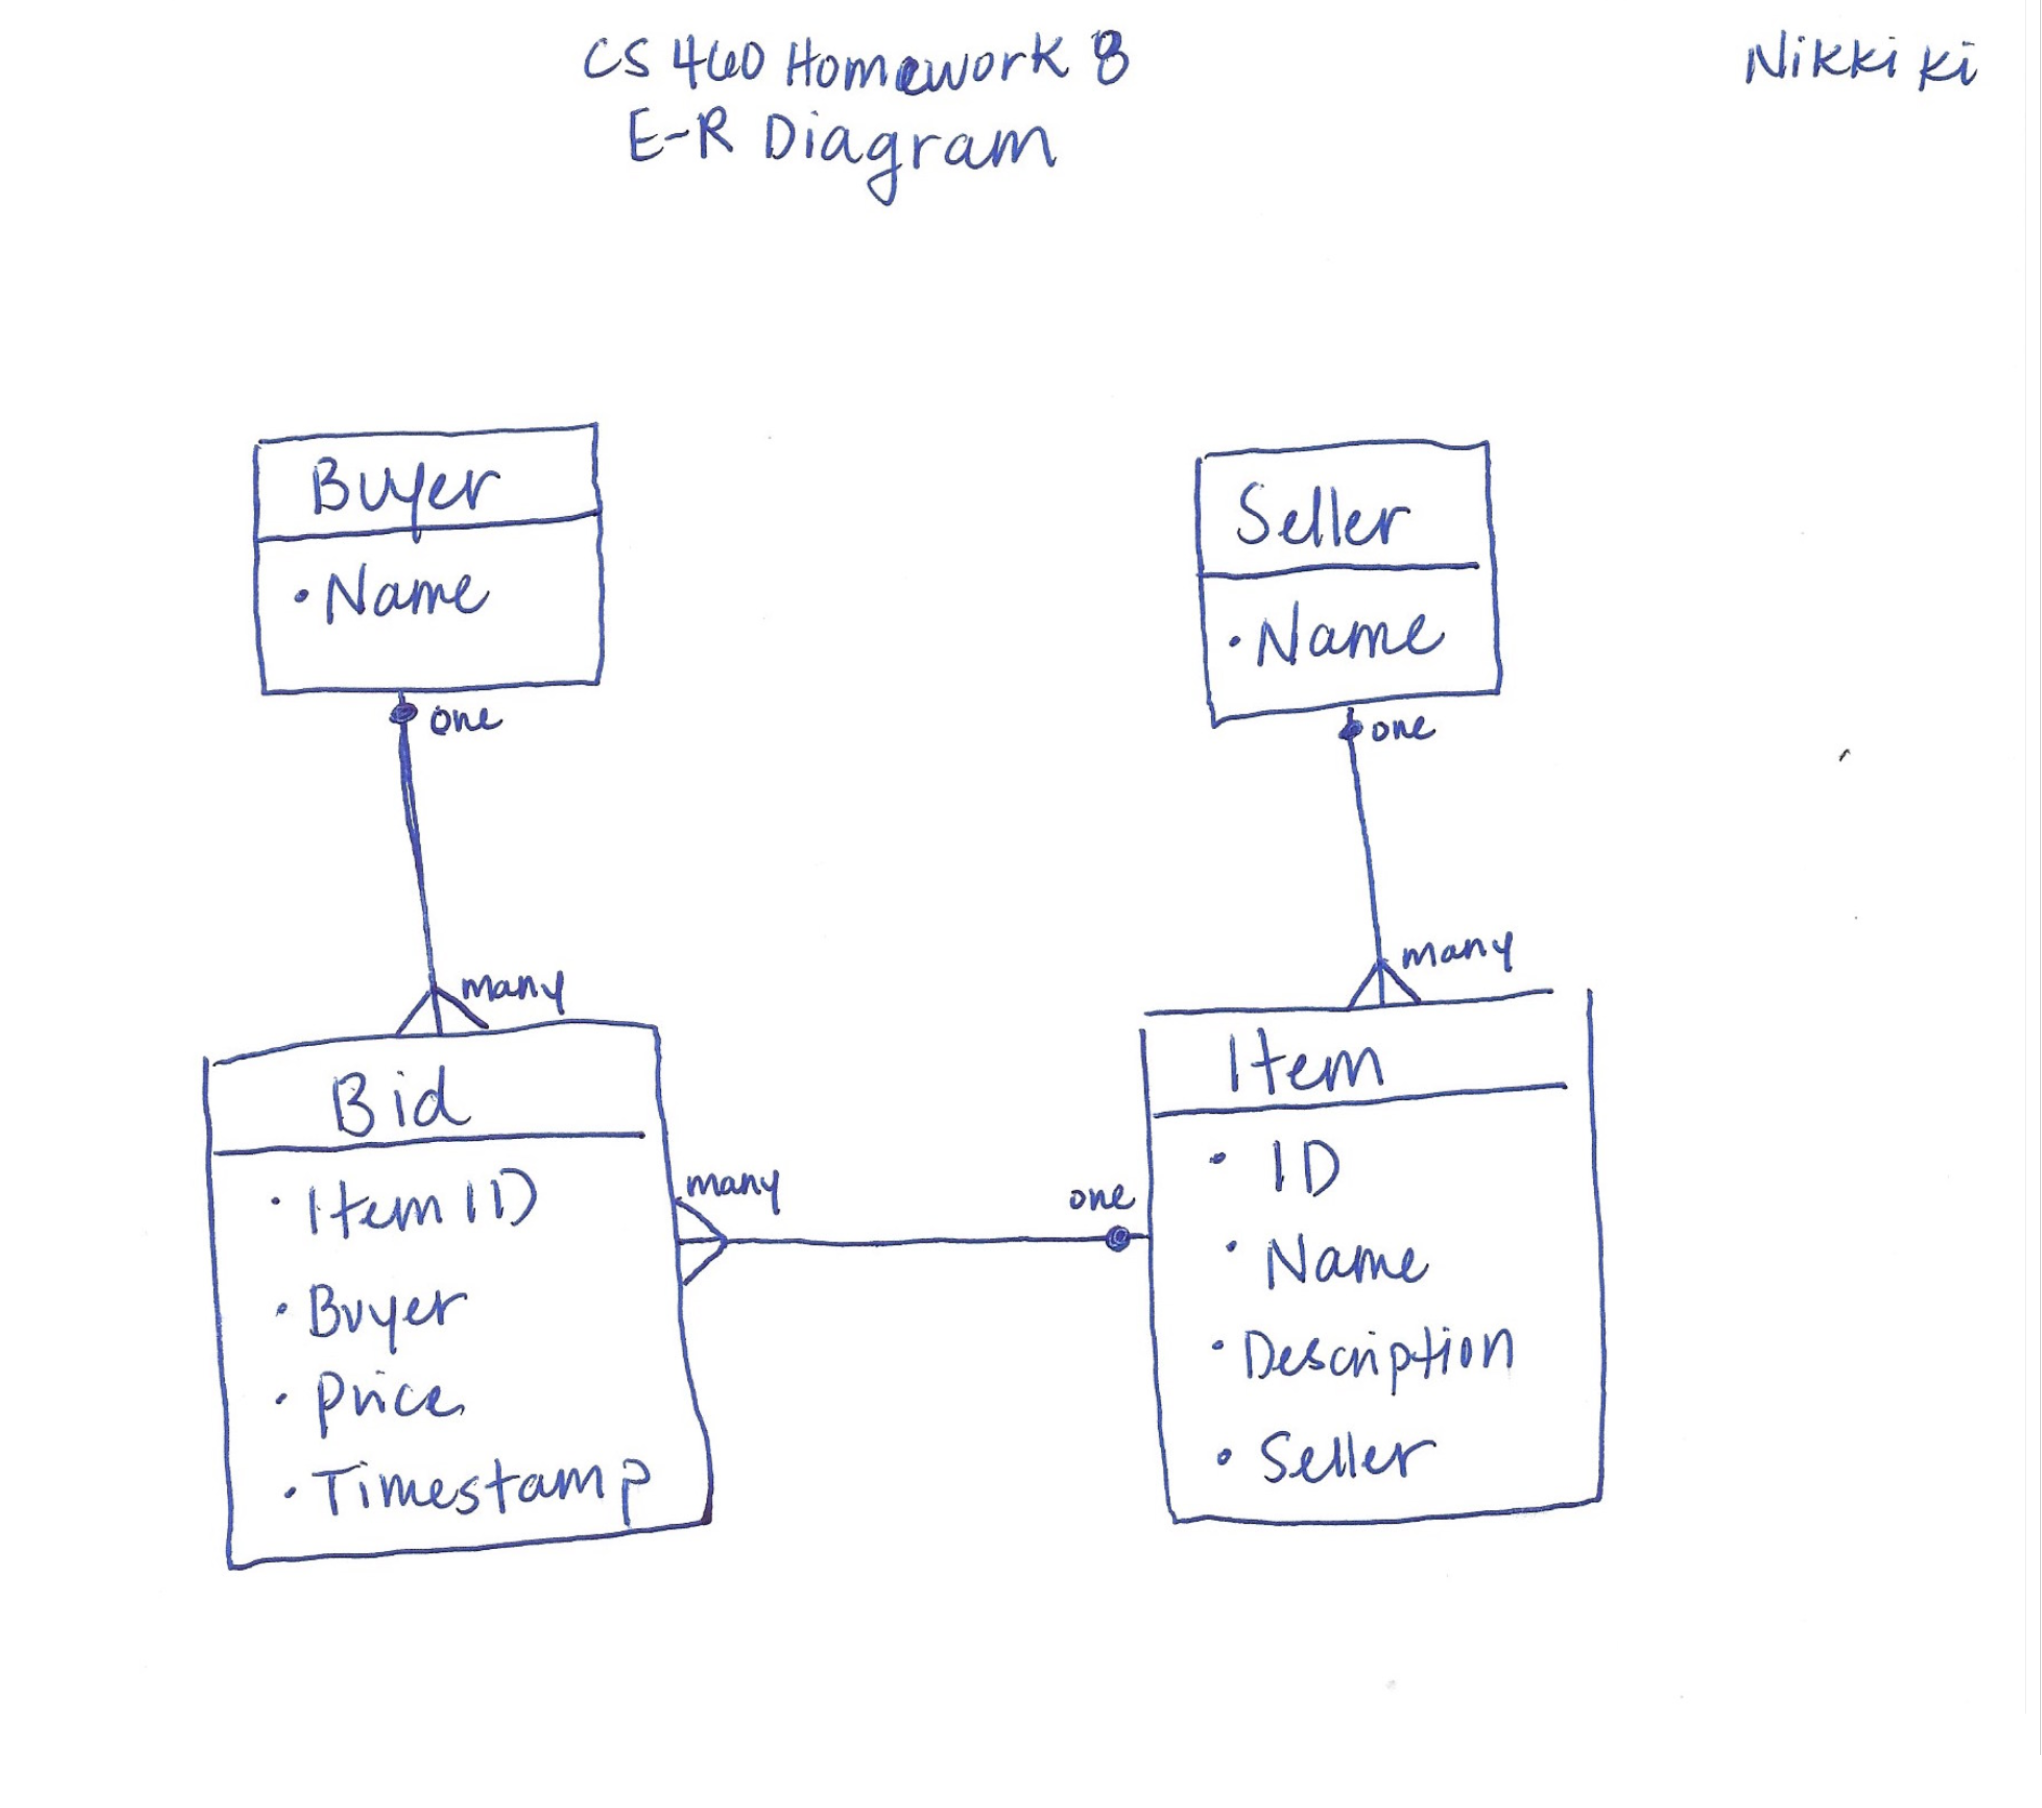 CS 460 Homework 8
Nikki Ki
E-R Diagram
Buyer
• Name
one
many
Seller
• Name
one
many
Bid
• Item ID
• Buyer
• Price
• Timestamp
many
one
Item
• ID
• Name
• Description
• Seller